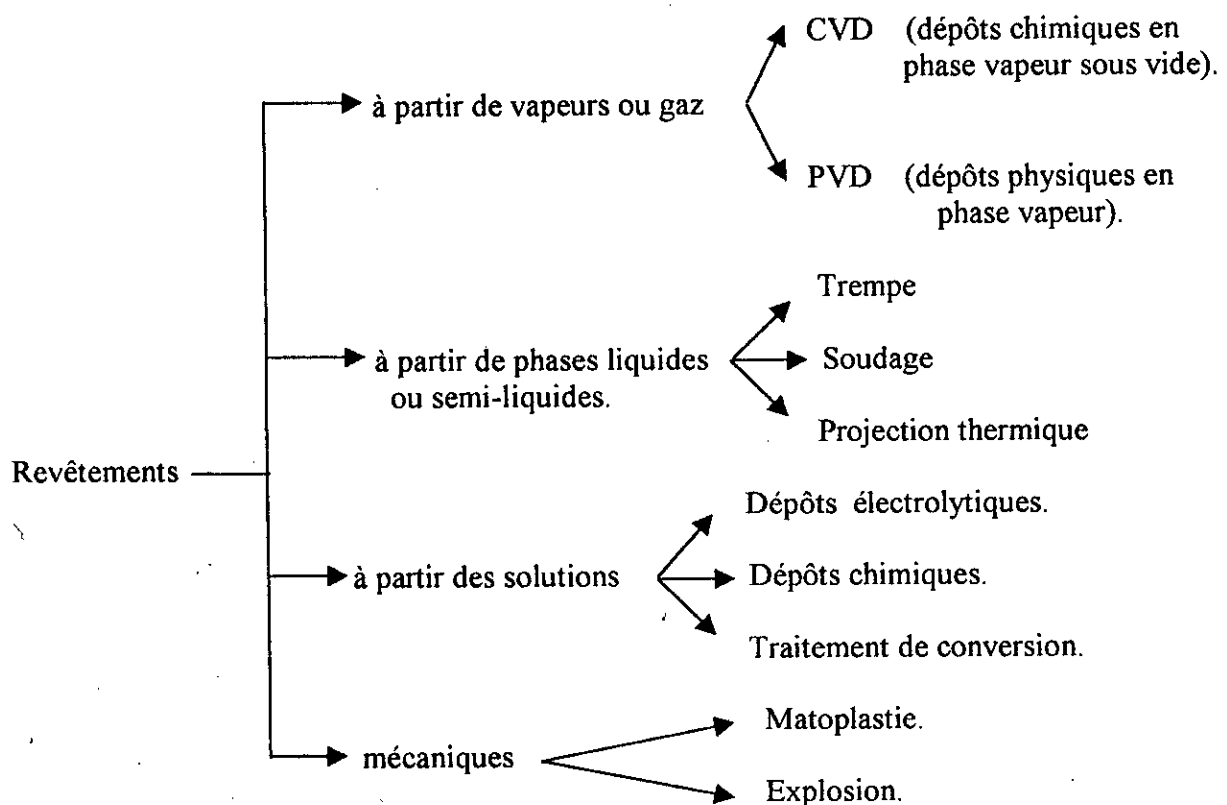 CVD (dépôts chimiques en
phase vapeur sous vide).
à partir de vapeurs ou gaz
PVD (dépôts physiques en
phase vapeur).
Trempe
à partir de phases liquides
ou semi-liquides.
Soudage
Projection thermique
Revêtements
Dépôts électrolytiques.
à partir des solutions
Dépôts chimiques.
Traitement de conversion.
Matoplastie.
mécaniques
Explosion.